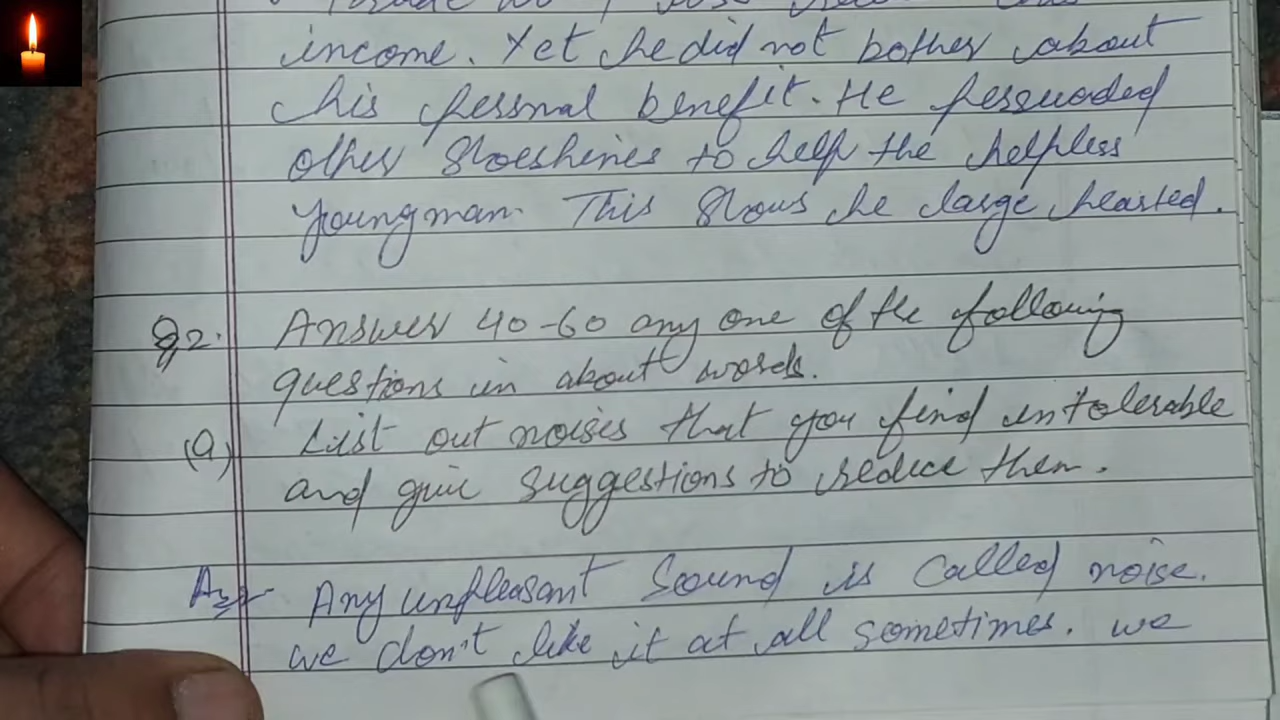 income. Yet he did not bother about
his personal benefit. He persuaded
other shoeshines to help the helpless
youngman. This shows he large hearted.
Q2. Answer 40-60 any one of the following
questions in about words.
(a) List out noises that you find intolerable
and give suggestions to reduce them.
Ans- Any unpleasant sound is called noise.
we don't like it at all sometimes. we